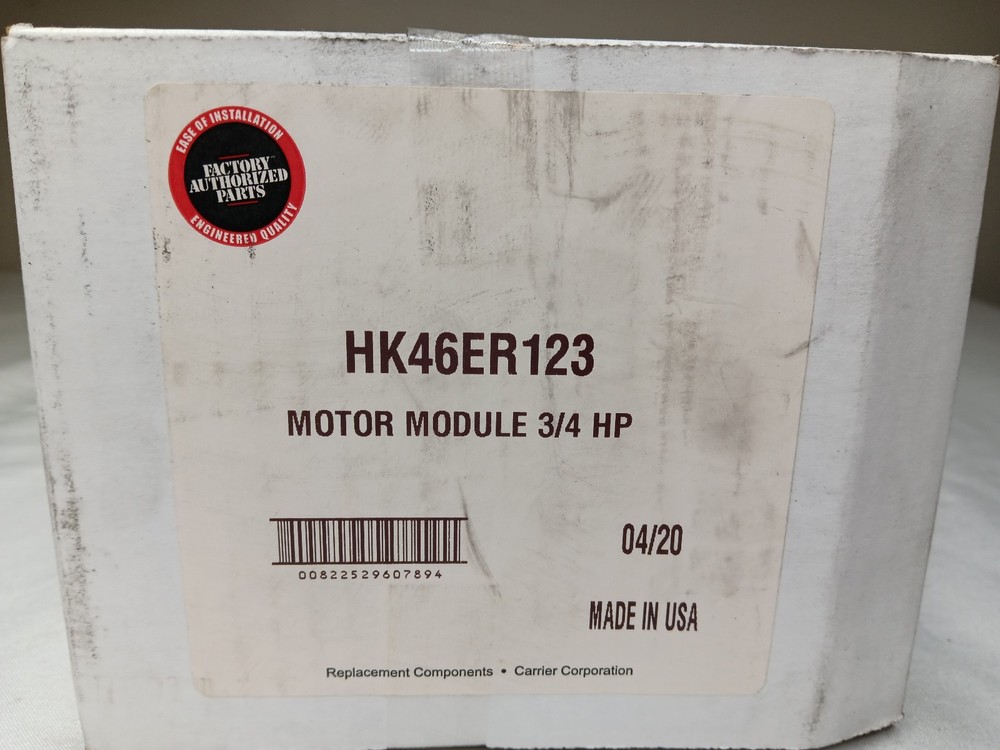 EASE OF INSTALLATION
FACTORY
AUTHORIZED
PARTS
ENGINEERED QUALITY
HK46ER123
MOTOR MODULE 3/4 HP
00822529607894
04/20
MADE IN USA
Replacement Components • Carrier Corporation